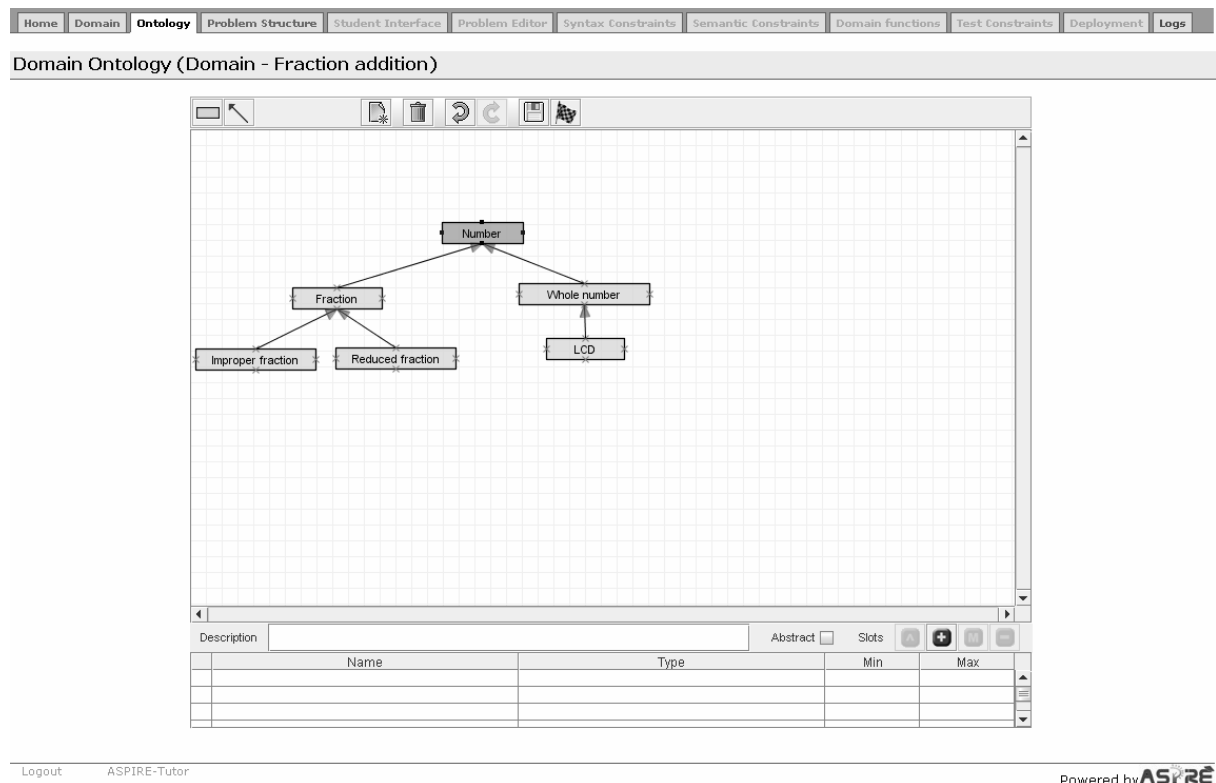 Home Domain Ontology Problem Structure Student Interface Problem Editor Syntax Constraints Semantic Constraints Domain functions Test Constraints Deployment Logs
Domain Ontology (Domain - Fraction addition)
Number
Fraction Whole number
Improper fraction Reduced fraction LCD
Description Abstract Slots A + M -
Name Type Min Max
Logout ASPIRE-Tutor
Powered by ASPIRE